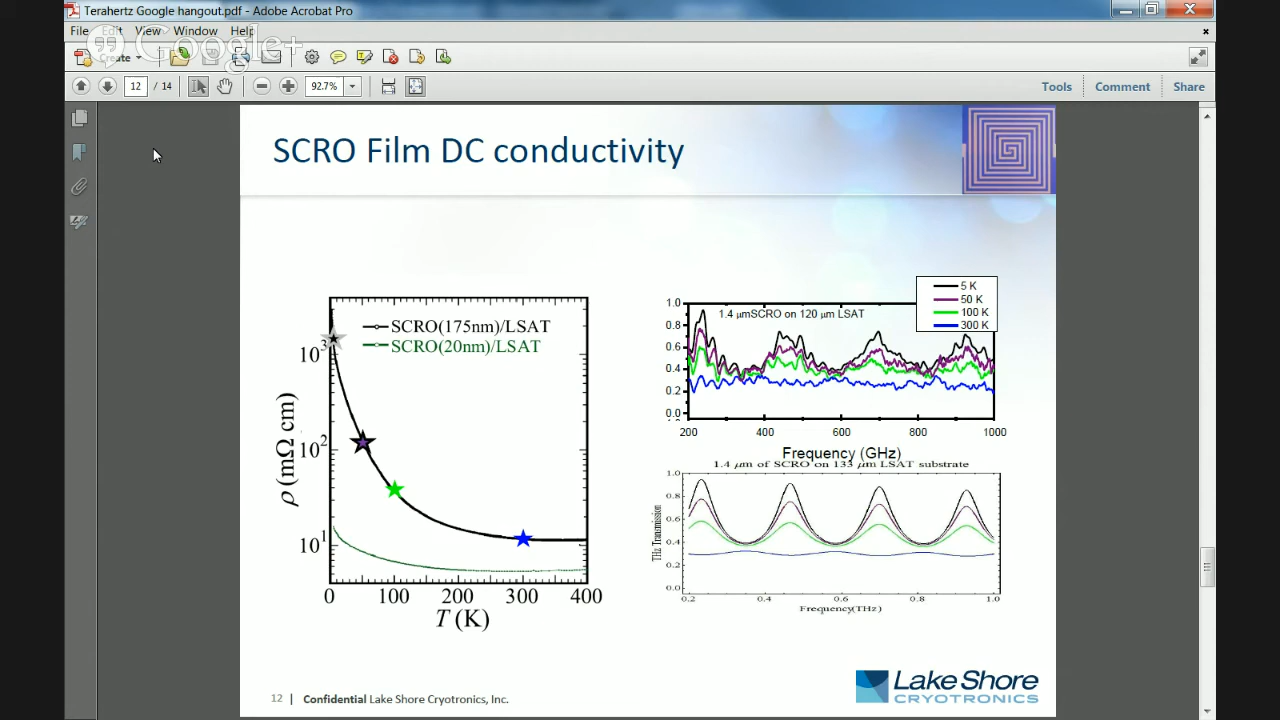 Terahertz Google hangout.pdf - Adobe Acrobat Pro
File Edit View Window Help
Google+
Create
12 / 14
92.7%
Tools Comment Share
SCRO Film DC conductivity
SCRO(175nm)/LSAT
SCRO(20nm)/LSAT
10³
10²
10¹
ρ (mΩ cm)
0 100 200 300 400
T (K)
5 K
50 K
100 K
300 K
1.4 μmSCRO on 120 μm LSAT
1.0
0.8
0.6
0.4
0.2
0.0
200 400 600 800 1000
Frequency (GHz)
1.4 μm of SCRO on 133 μm LSAT substrate
1.0
0.8
0.6
0.4
0.2
0.0
THz Transmission
0.2 0.4 0.6 0.8 1.0
Frequency(THz)
12 | Confidential Lake Shore Cryotronics, Inc.
Lake Shore
CRYOTRONICS